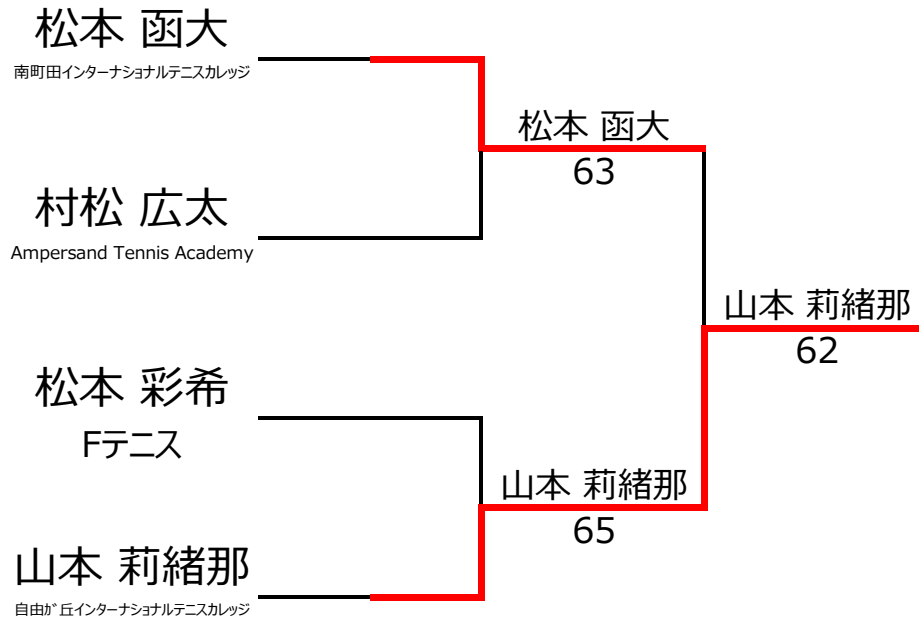 松本 函大
南町田インターナショナルテニスカレッジ
松本 函大
63
村松 広太
Ampersand Tennis Academy
山本 莉緒那
62
松本 彩希
Fテニス
山本 莉緒那
65
山本 莉緒那
自由が丘インターナショナルテニスカレッジ